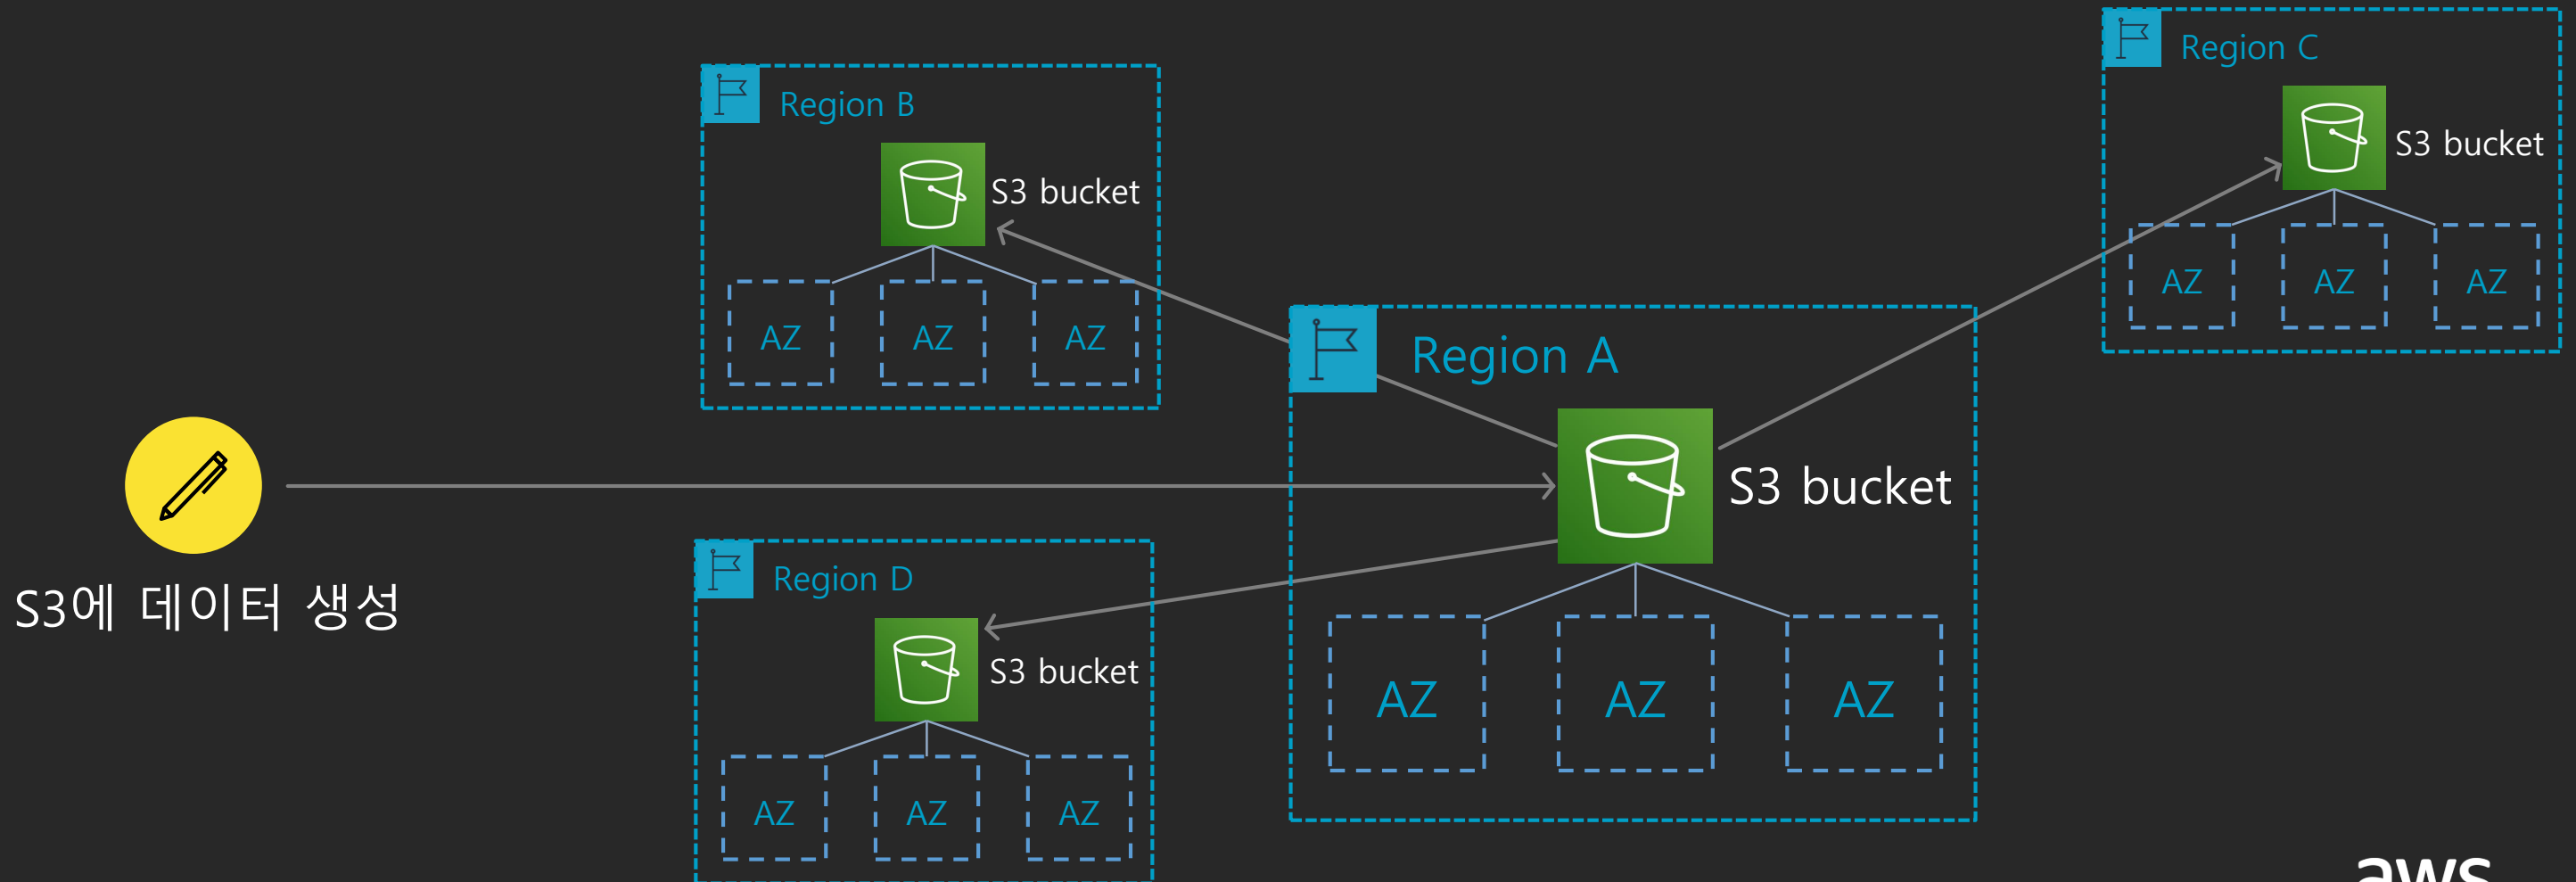 Region C
S3 bucket
AZ AZ AZ
Region B
S3 bucket
AZ AZ AZ
Region A
S3 bucket
AZ AZ AZ
S3에 데이터 생성
Region D
S3 bucket
AZ AZ AZ
aws